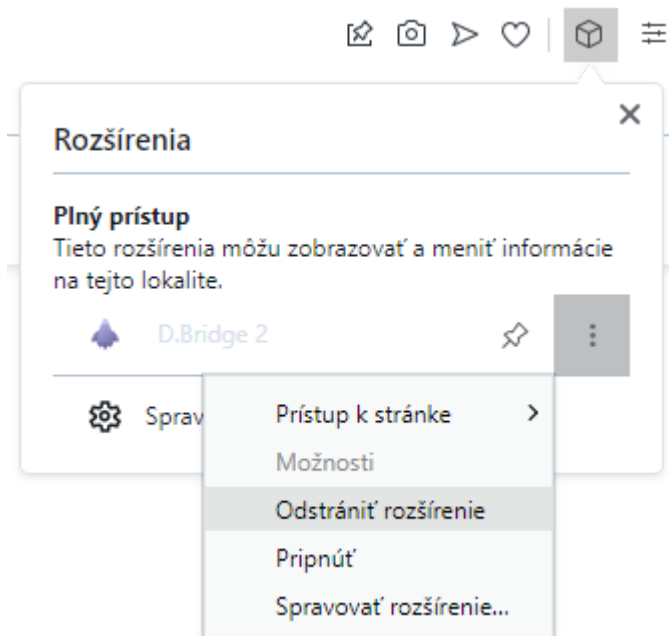 Rozšírenia
Plný prístup
Tieto rozšírenia môžu zobrazovať a meniť informácie
na tejto lokalite.
D.Bridge 2
Sprav
Prístup k stránke
Možnosti
Odstrániť rozšírenie
Pripnúť
Spravovať rozšírenie...